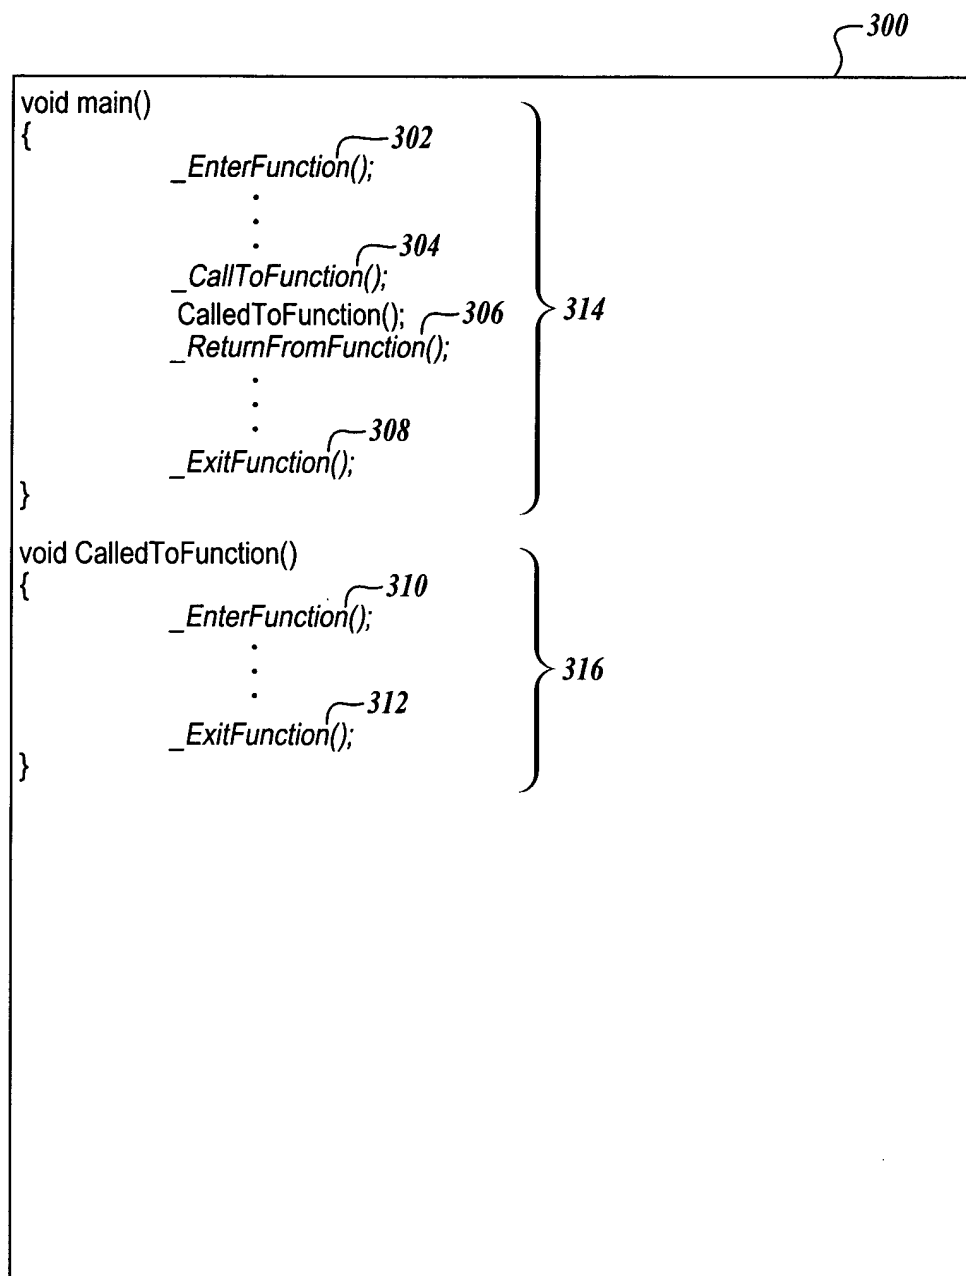 300
void main()
{
302
_EnterFunction();
.
.
.
304
_CallToFunction();
CalledToFunction(); 306
_ReturnFromFunction();
314
.
.
.
308
_ExitFunction();
}
void CalledToFunction()
{
310
_EnterFunction();
.
.
.
316
312
_ExitFunction();
}